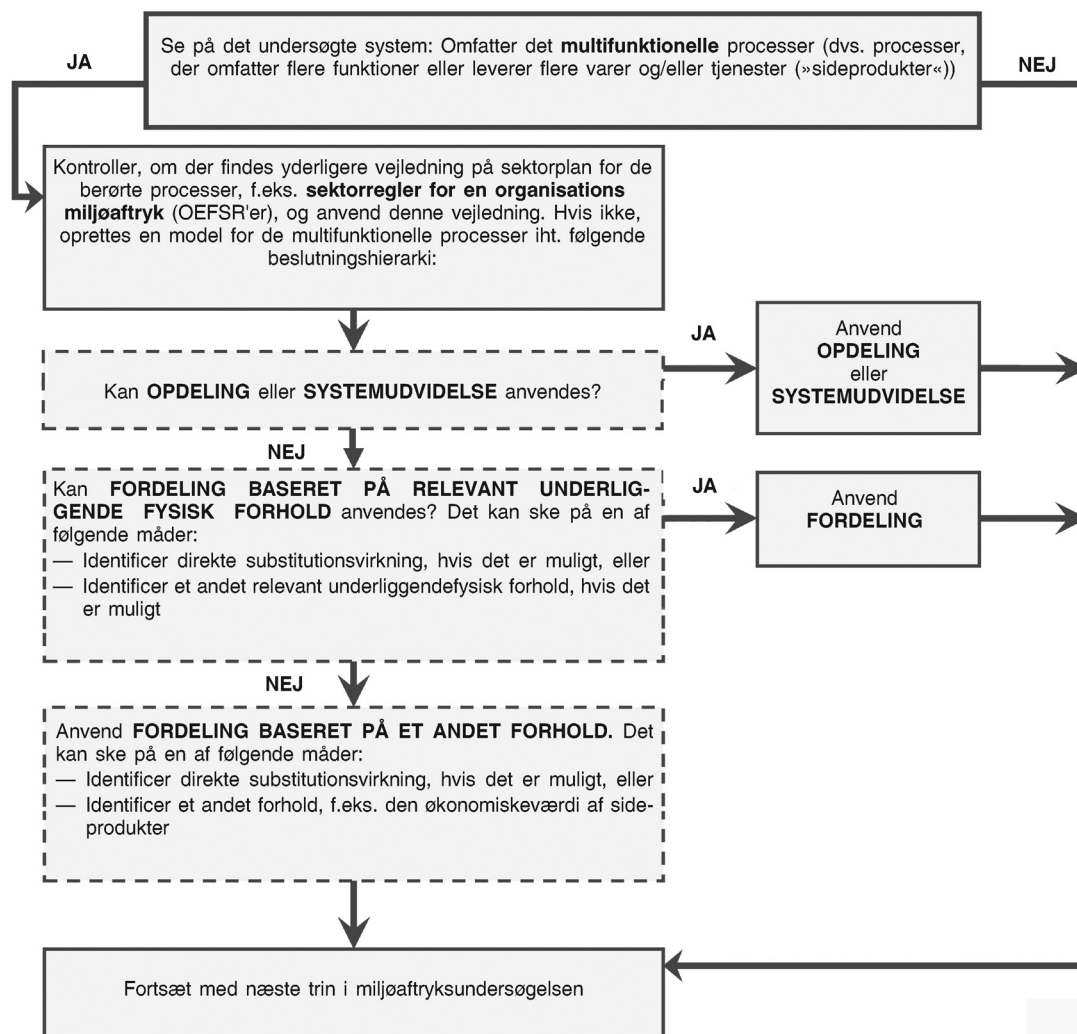 Se på det undersøgte system: Omfatter det multifunktionelle processer (dvs. processer,
der omfatter flere funktioner eller leverer flere varer og/eller tjenester (»sideprodukter«))
JA
NEJ
Kontroller, om der findes yderligere vejledning på sektorplan for de
berørte processer, f.eks. sektorregler for en organisations
miljøaftryk (OEFSR'er), og anvend denne vejledning. Hvis ikke,
oprettes en model for de multifunktionelle processer iht. følgende
beslutningshierarki:
Kan OPDELING eller SYSTEMUDVIDELSE anvendes?
JA
Anvend
OPDELING
eller
SYSTEMUDVIDELSE
NEJ
Kan FORDELING BASERET PÅ RELEVANT UNDERLIG-
GENDE FYSISK FORHOLD anvendes? Det kan ske på en af
følgende måder:
— Identificer direkte substitutionsvirkning, hvis det er muligt, eller
— Identificer et andet relevant underliggendefysisk forhold, hvis det
er muligt
JA
Anvend
FORDELING
NEJ
Anvend FORDELING BASERET PÅ ET ANDET FORHOLD. Det
kan ske på en af følgende måder:
— Identificer direkte substitutionsvirkning, hvis det er muligt, eller
— Identificer et andet forhold, f.eks. den økonomiskeværdi af side-
produkter
Fortsæt med næste trin i miljøaftryksundersøgelsen